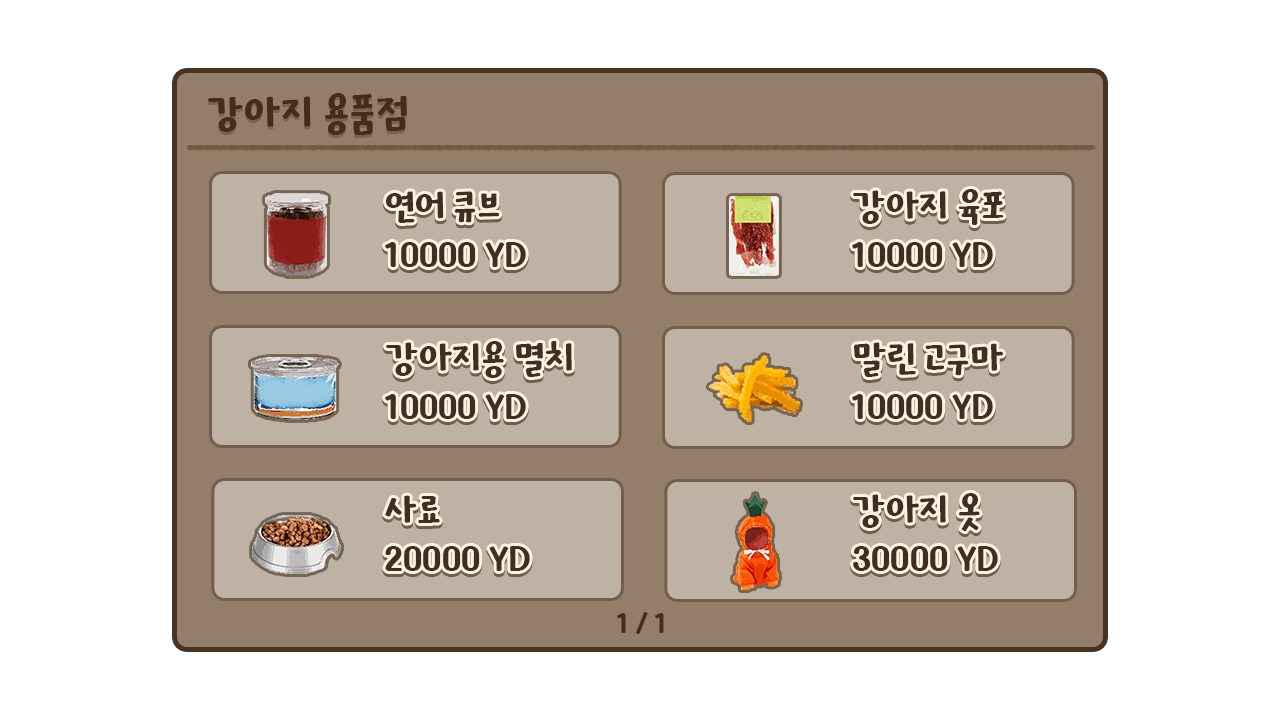 강아지 용품점
연어 큐브
10000 YD
강아지 육포
10000 YD
강아지용 멸치
10000 YD
말린 고구마
10000 YD
사료
20000 YD
강아지 옷
30000 YD
1 / 1